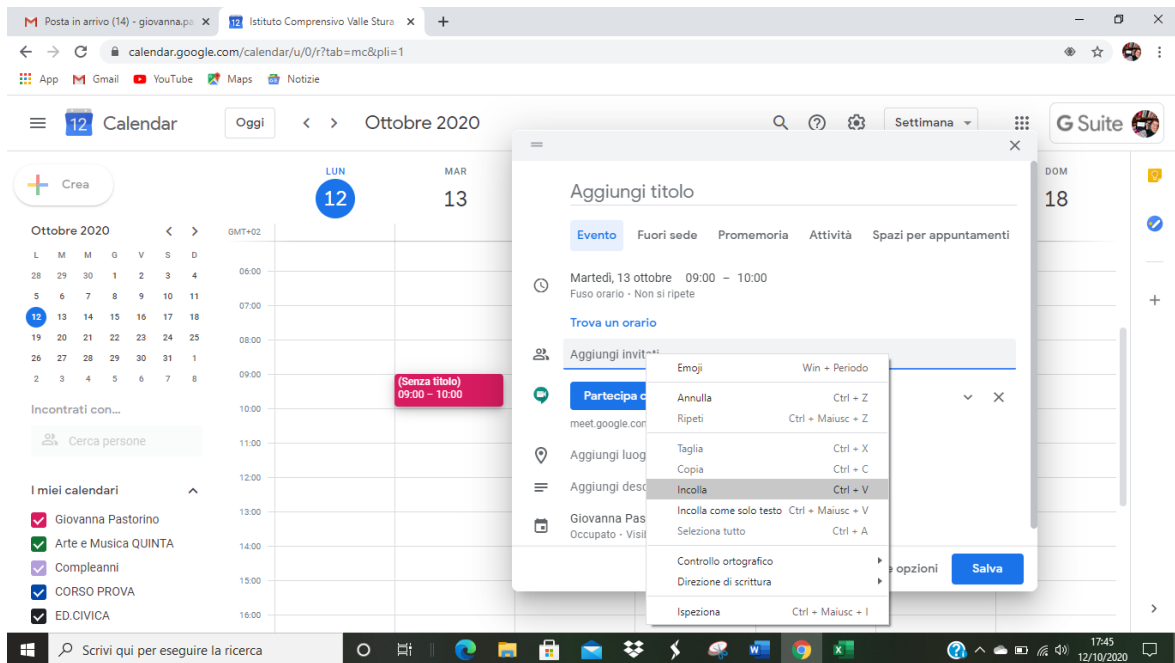 Posta in arrivo (14) - giovanna.pa
Istituto Comprensivo Valle Stura
calendar.google.com/calendar/u/0/r?tab=mc&pli=1
App Gmail YouTube Maps Notizie
12 Calendar Oggi Ottobre 2020 Settimana G Suite
Crea
LUN MAR DOM
12 13 18
Ottobre 2020
GMT+02
L M M G V S D
28 29 30 1 2 3 4
5 6 7 8 9 10 11
12 13 14 15 16 17 18
19 20 21 22 23 24 25
26 27 28 29 30 31 1
2 3 4 5 6 7 8
Incontrati con...
Cerca persone
I miei calendari
Giovanna Pastorino
Arte e Musica QUINTA
Compleanni
CORSO PROVA
ED.CIVICA
06:00
07:00
08:00
09:00
10:00
11:00
12:00
13:00
14:00
15:00
16:00
(Senza titolo)
09:00 – 10:00
Aggiungi titolo
Evento Fuori sede Promemoria Attività Spazi per appuntamenti
Martedì, 13 ottobre 09:00 – 10:00
Fuso orario - Non si ripete
Trova un orario
Aggiungi invitati
Partecipa c
meet.google.com
Aggiungi luog
Aggiungi desc
Giovanna Pas
Occupato - Visi
e opzioni
Salva
Emoji Win + Periodo
Annulla Ctrl + Z
Ripeti Ctrl + Maiusc + Z
Taglia Ctrl + X
Copia Ctrl + C
Incolla Ctrl + V
Incolla come solo testo Ctrl + Maiusc + V
Seleziona tutto Ctrl + A
Controllo ortografico
Direzione di scrittura
Ispeziona Ctrl + Maiusc + I
Scrivi qui per eseguire la ricerca
17:45
12/10/2020